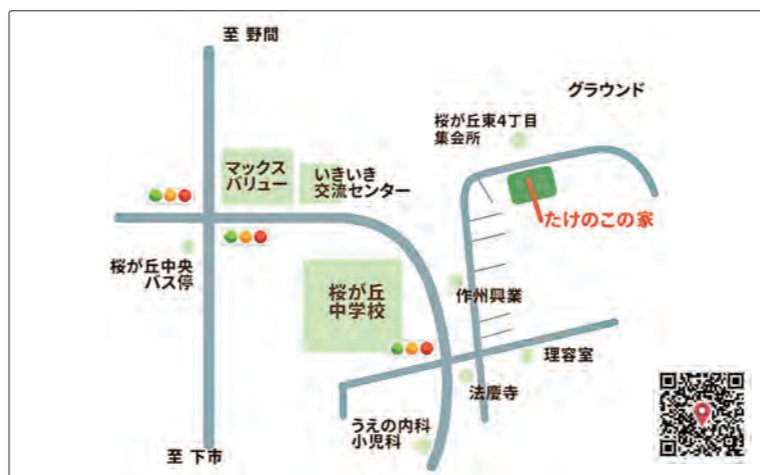 至 野間
グラウンド
桜が丘東4丁目
集会所
マックス
バリュー
いきいき
交流センター
たけのこの家
桜が丘中央
バス停
桜が丘
中学校
作州興業
理容室
法慶寺
うえの内科
小児科
至 下市